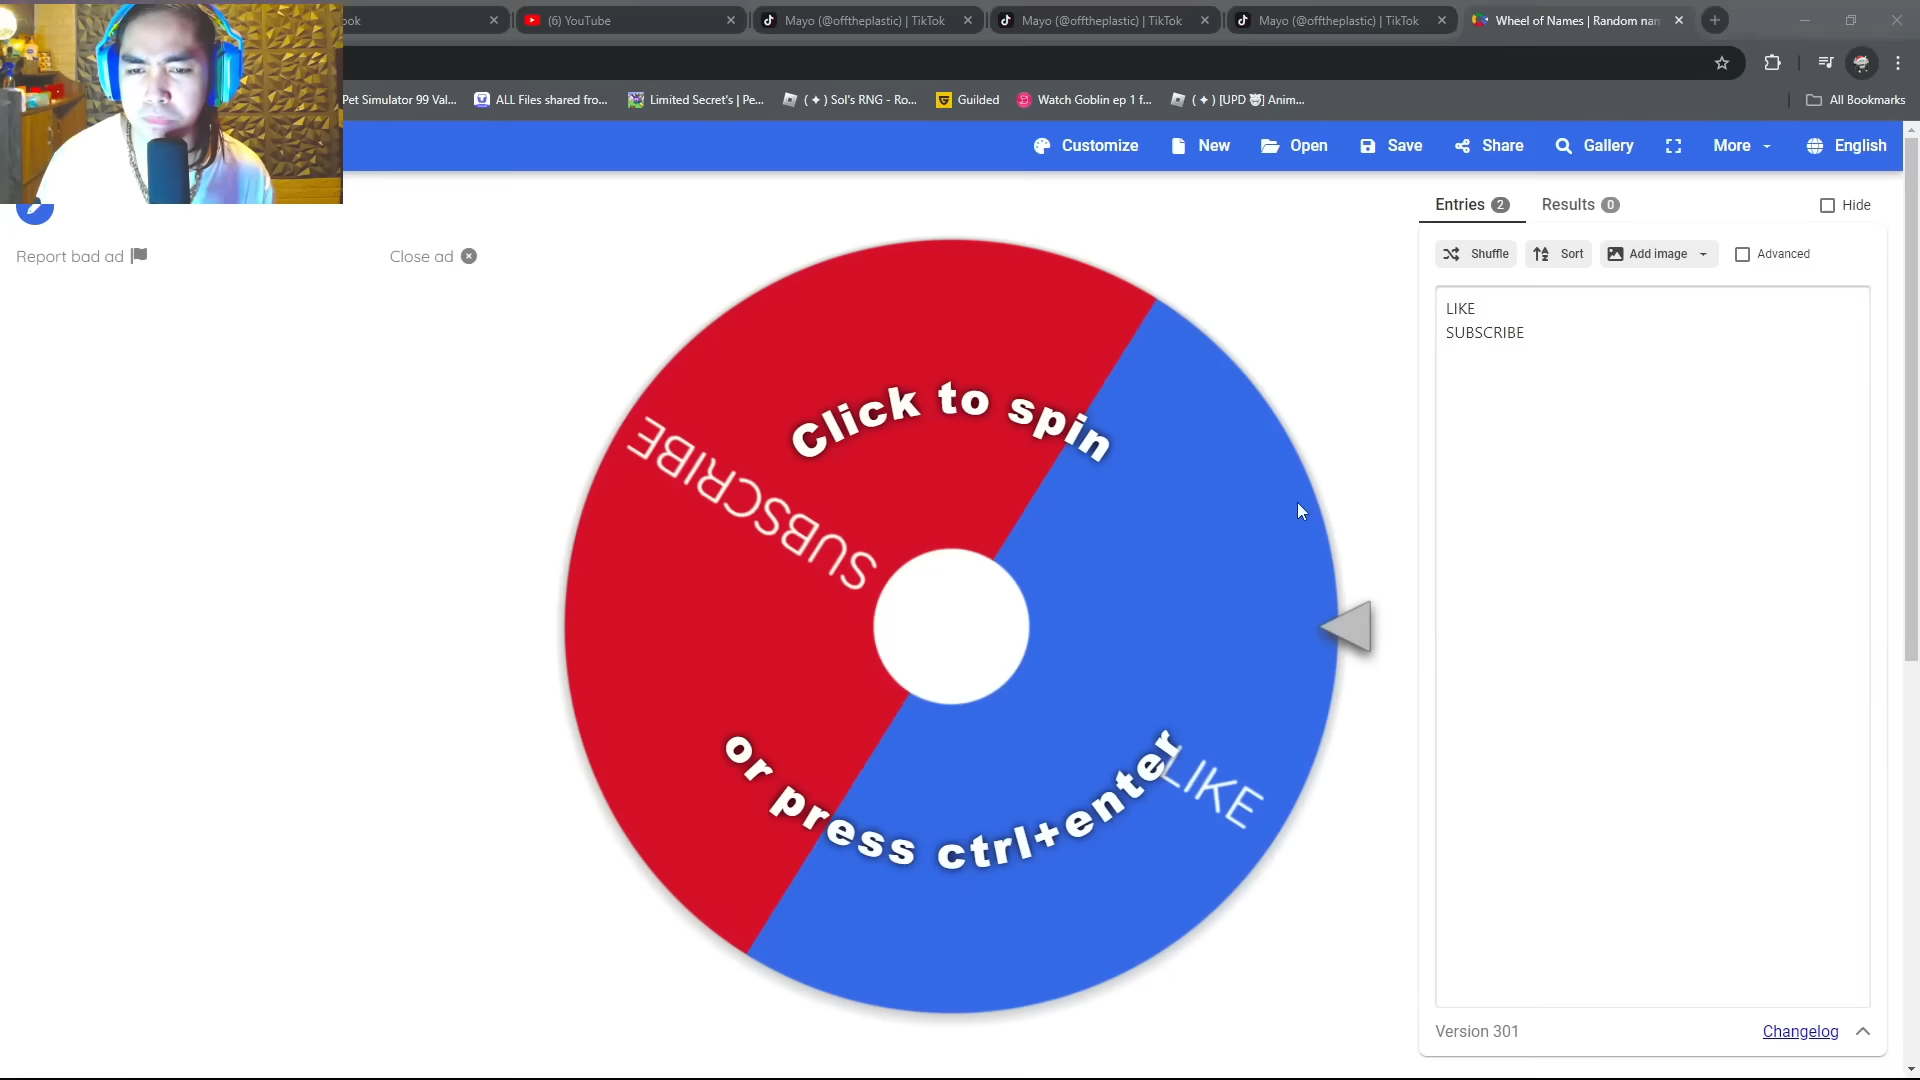 ook
(6) YouTube
Mayo (@offtheplastic) | TikTok
Mayo (@offtheplastic) | TikTok
Mayo (@offtheplastic) | TikTok
Wheel of Names | Random nam
Pet Simulator 99 Val...
ALL Files shared fro...
Limited Secret's | Pe...
( ✦ ) Sol's RNG - Ro...
Guilded
Watch Goblin ep 1 f...
( ✦ ) [UPD 😈] Anim...
All Bookmarks
Customize
New
Open
Save
Share
Gallery
More
English
Report bad ad
Close ad
Entries 2
Results 0
Hide
Shuffle
Sort
Add image
Advanced
LIKE
SUBSCRIBE
Click to spin
SUBSCRIBE
LIKE
or press ctrl+enter
Version 301
Changelog